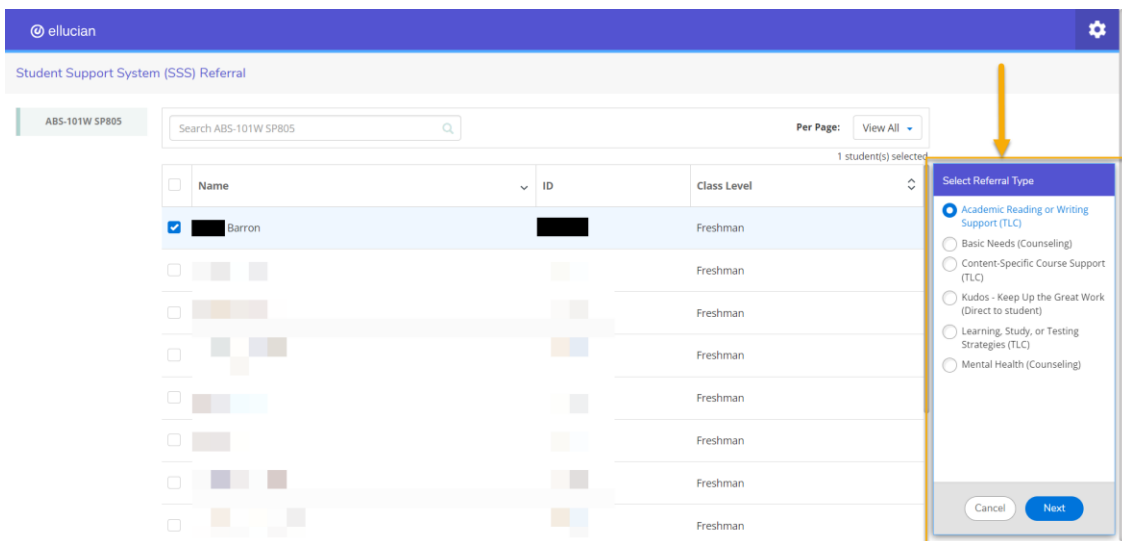 ellucian
Student Support System (SSS) Referral
ABS-101W SP805
Search ABS-101W SP805
Per Page: View All
1 student(s) selected
Name ID Class Level
Barron Freshman
Freshman
Freshman
Freshman
Freshman
Freshman
Freshman
Freshman
Select Referral Type
Academic Reading or Writing
Support (TLC)
Basic Needs (Counseling)
Content-Specific Course Support
(TLC)
Kudos - Keep Up the Great Work
(Direct to student)
Learning, Study, or Testing
Strategies (TLC)
Mental Health (Counseling)
Cancel Next